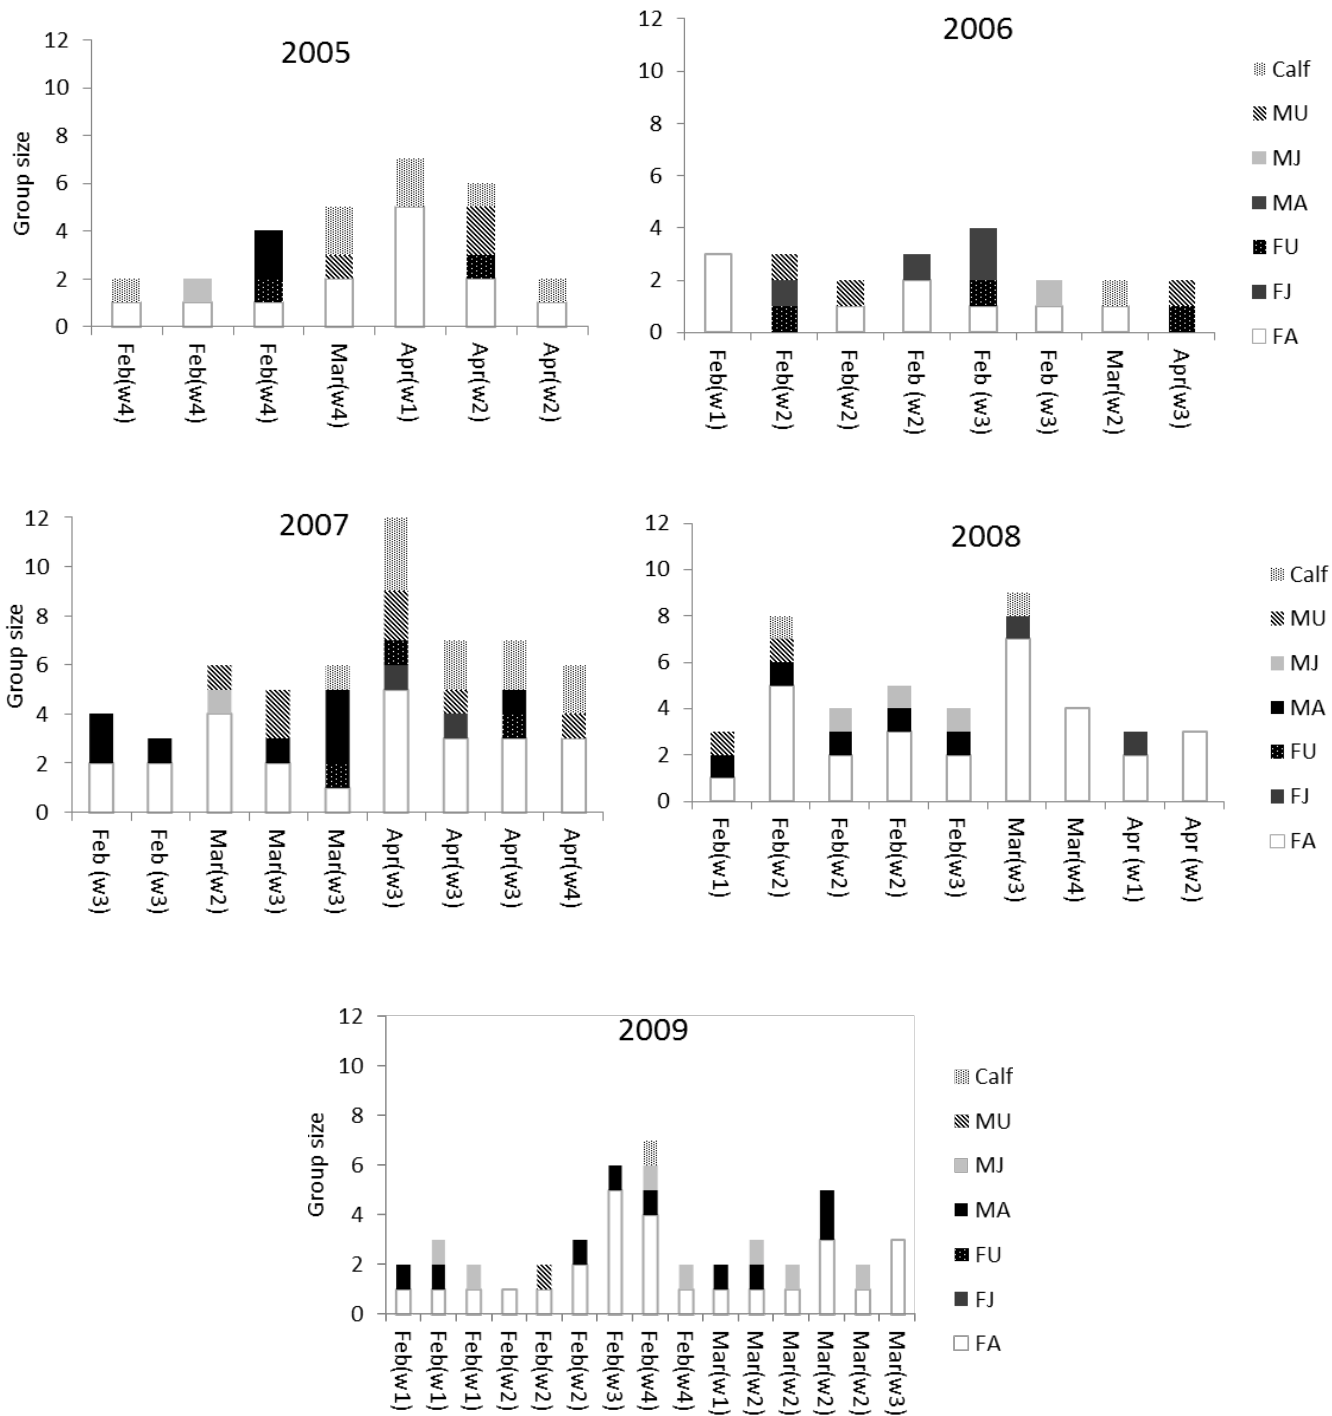 2005
Group size
12
10
8
6
4
2
0
Feb(w4)
Feb(w4)
Feb(w4)
Mar(w4)
Apr(w1)
Apr(w2)
Apr(w2)
2006
12
10
8
6
4
2
0
Feb(w1)
Feb(w2)
Feb(w2)
Feb (w2)
Feb (w3)
Feb (w3)
Mar(w2)
Apr(w3)
Calf
MU
MJ
MA
FU
FJ
FA
2007
Group size
12
10
8
6
4
2
0
Feb (w3)
Feb (w3)
Mar(w2)
Mar(w3)
Mar(w3)
Apr(w3)
Apr(w3)
Apr(w3)
Apr(w4)
2008
12
10
8
6
4
2
0
Feb(w1)
Feb(w2)
Feb(w2)
Feb(w2)
Feb(w3)
Mar(w3)
Mar(w4)
Apr (w1)
Apr (w2)
Calf
MU
MJ
MA
FU
FJ
FA
2009
Group size
12
10
8
6
4
2
0
Feb(w1)
Feb(w1)
Feb(w1)
Feb(w2)
Feb(w2)
Feb(w2)
Feb(w3)
Feb(w4)
Feb(w4)
Mar(w1)
Mar(w2)
Mar(w2)
Mar(w2)
Mar(w2)
Mar(w3)
Calf
MU
MJ
MA
FU
FJ
FA